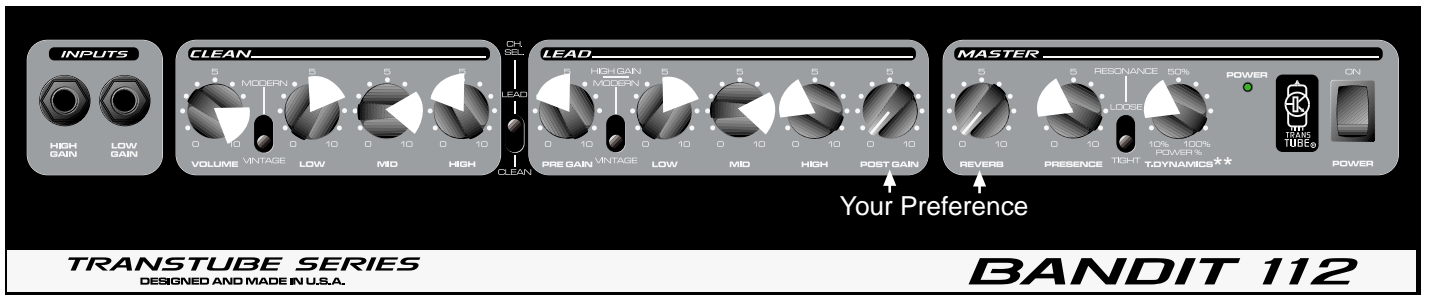 INPUTS
HIGH GAIN
LOW GAIN
CLEAN
5
0 10
VOLUME
MODERN
VINTAGE
5
0 10
LOW
5
0 10
MID
5
0 10
HIGH
CH. SEL.
LEAD
CLEAN
LEAD
5
0 10
PRE GAIN
HIGH GAIN
MODERN
VINTAGE
5
0 10
LOW
5
0 10
MID
5
0 10
HIGH
5
0 10
POST GAIN
MASTER
5
0 10
REVERB
5
0 10
PRESENCE
RESONANCE
LOOSE
TIGHT
50%
10% 100%
POWER %
T.DYNAMICS**
POWER
TRANS
TUBE®
ON
POWER
Your Preference
TRANSTUBE SERIES
DESIGNED AND MADE IN U.S.A.
BANDIT 112